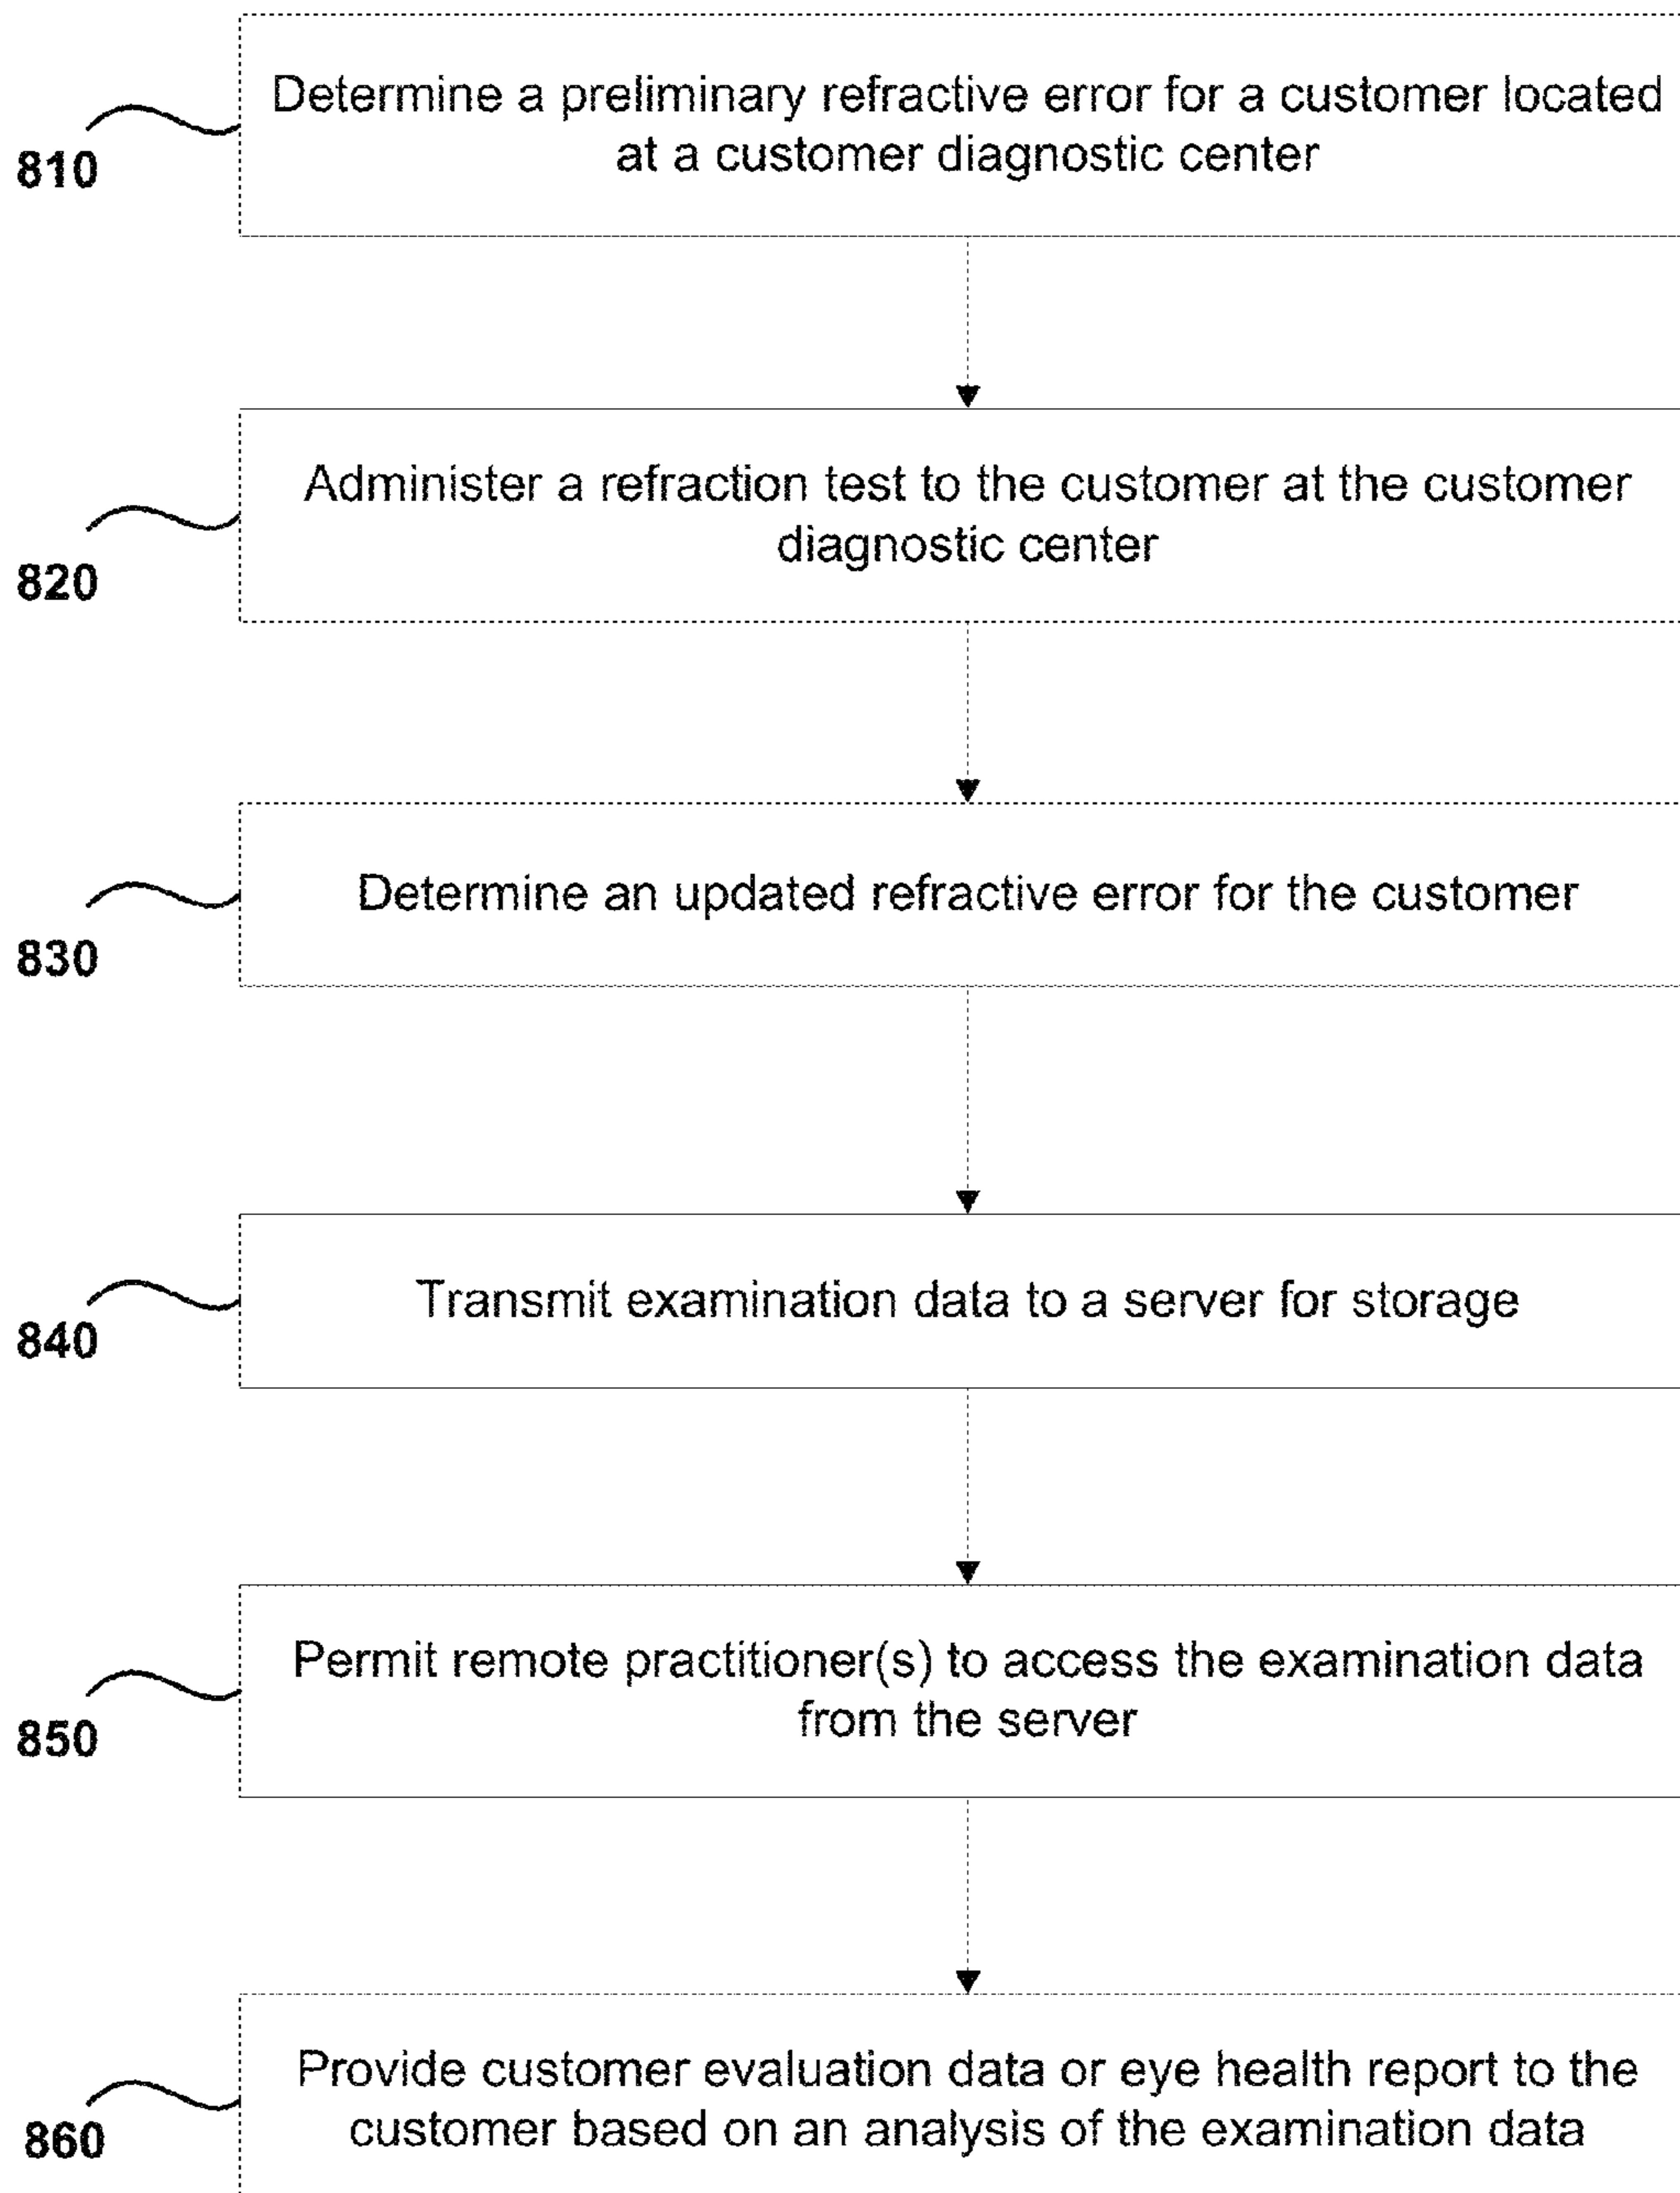 Determine a preliminary refractive error for a customer located
at a customer diagnostic center
810
Administer a refraction test to the customer at the customer
diagnostic center
820
Determine an updated refractive error for the customer
830
Transmit examination data to a server for storage
840
Permit remote practitioner(s) to access the examination data
from the server
850
Provide customer evaluation data or eye health report to the
customer based on an analysis of the examination data
860